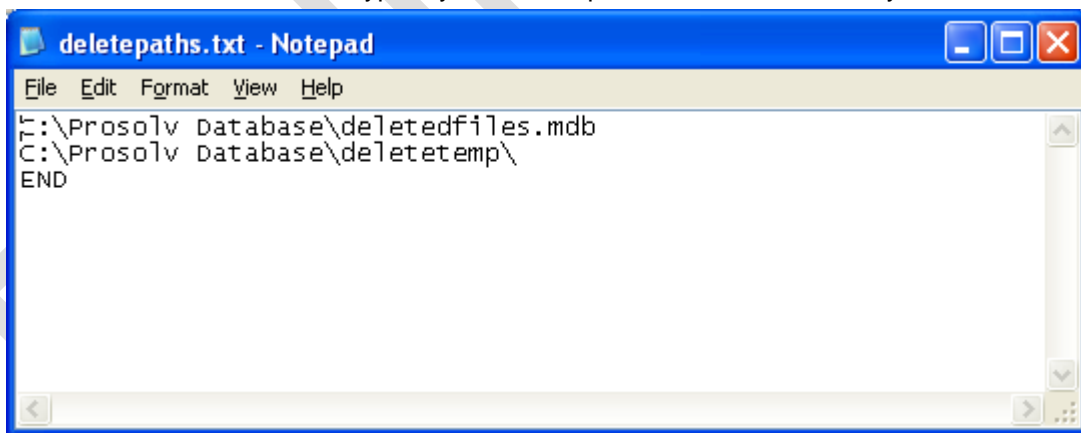 deletepaths.txt - Notepad
File Edit Format View Help
C:\Prosolv Database\deletedfiles.mdb
C:\Prosolv Database\deletetemp\
END